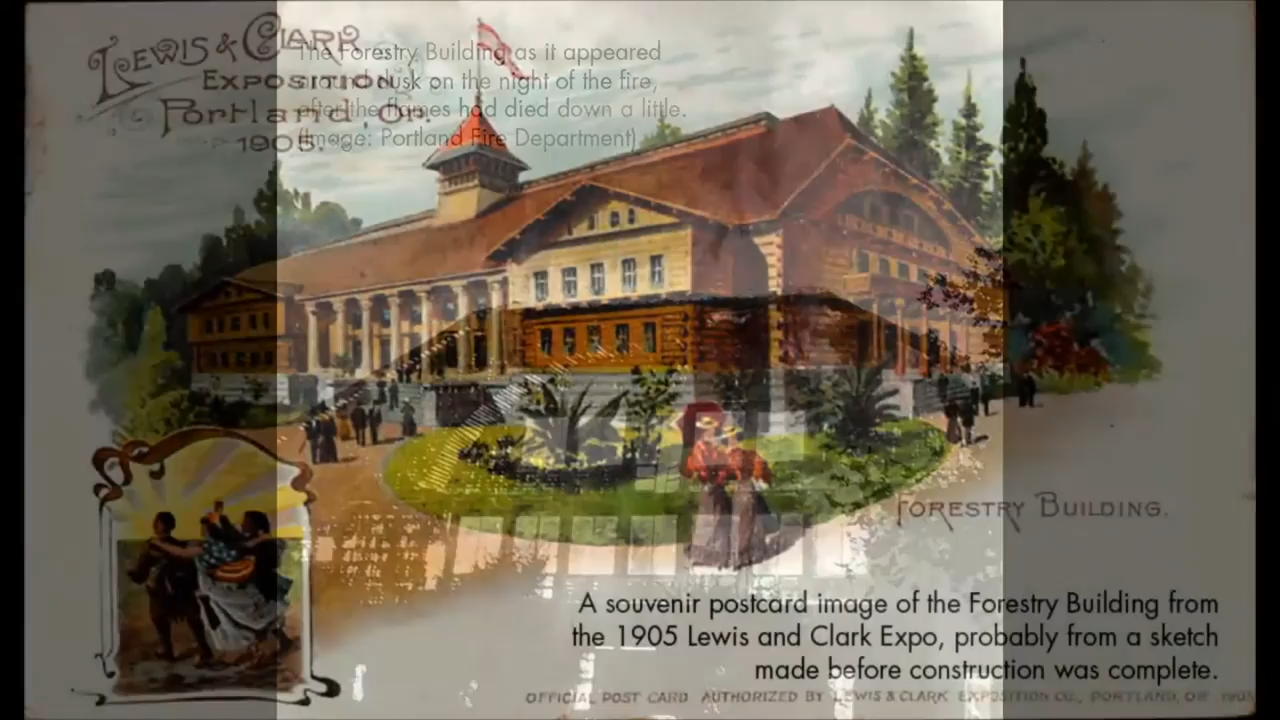 LEWIS & CLARK
EXPOSITION
Portland, Or.
1905.
The Forestry Building as it appeared
around dusk on the night of the fire,
after the flames had died down a little.
(Image: Portland Fire Department)
FORESTRY BUILDING.
A souvenir postcard image of the Forestry Building from
the 1905 Lewis and Clark Expo, probably from a sketch
made before construction was complete.
OFFICIAL POST CARD AUTHORIZED BY LEWIS & CLARK EXPOSITION CO., PORTLAND, OR 1905